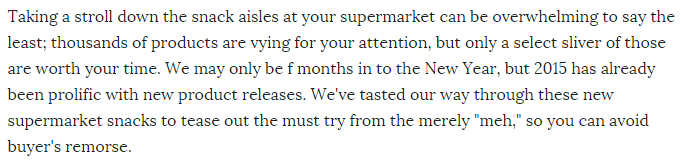 Taking a stroll down the snack aisles at your supermarket can be overwhelming to say the
least; thousands of products are vying for your attention, but only a select sliver of those
are worth your time. We may only be f months in to the New Year, but 2015 has already
been prolific with new product releases. We've tasted our way through these new
supermarket snacks to tease out the must try from the merely "meh," so you can avoid
buyer's remorse.